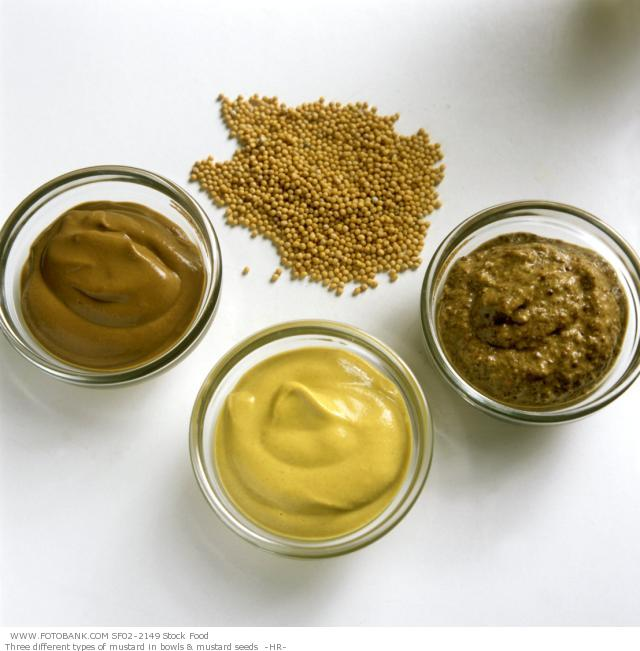 WWW.FOTOBANK.COM SF02-2149 Stock Food
Three different types of mustard in bowls & mustard seeds -HR-